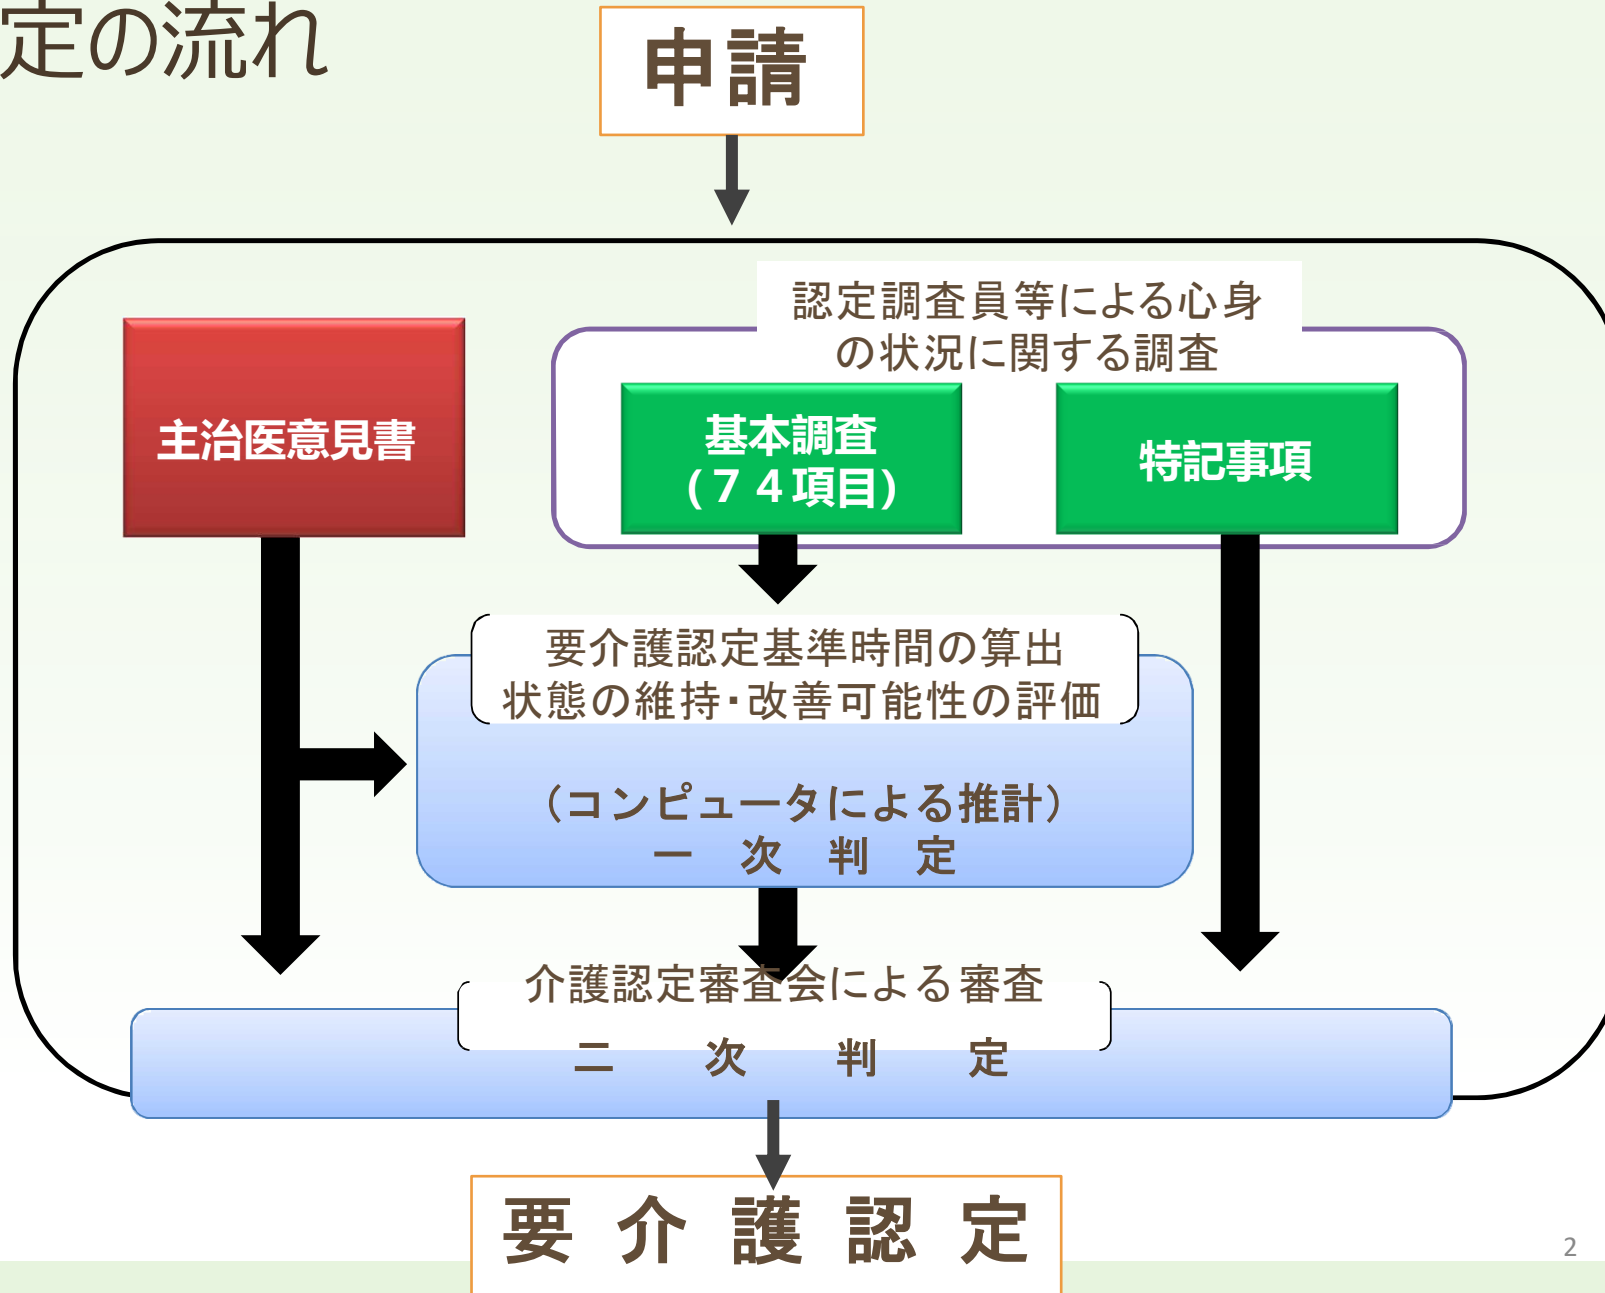 定の流れ
申請
認定調査員等による心身
の状況に関する調査
主治医意見書
基本調査
(７４項目)
特記事項
要介護認定基準時間の算出
状態の維持・改善可能性の評価
（コンピュータによる推計）
一　次　判　定
介護認定審査会による審査
二　次　判　定
要 介 護 認 定
2